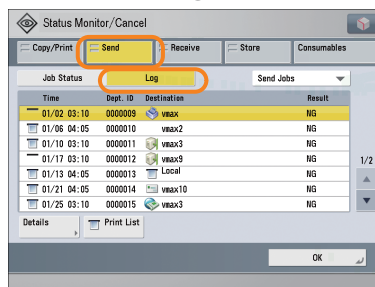 Status Monitor/Cancel
Copy/Print Send Receive Store Consumables
Job Status Log Send Jobs
Time Dept. ID Destination Result
01/02 03:10 0000009 vmax NG
01/06 04:05 0000010 vmax2 NG
01/10 03:10 0000011 vmax3 NG
01/17 03:10 0000012 vmax9 NG
01/13 04:05 0000013 Local NG
01/21 04:05 0000014 vmax10 NG
01/25 03:10 0000015 vmax3 NG
1/2
Details Print List
OK